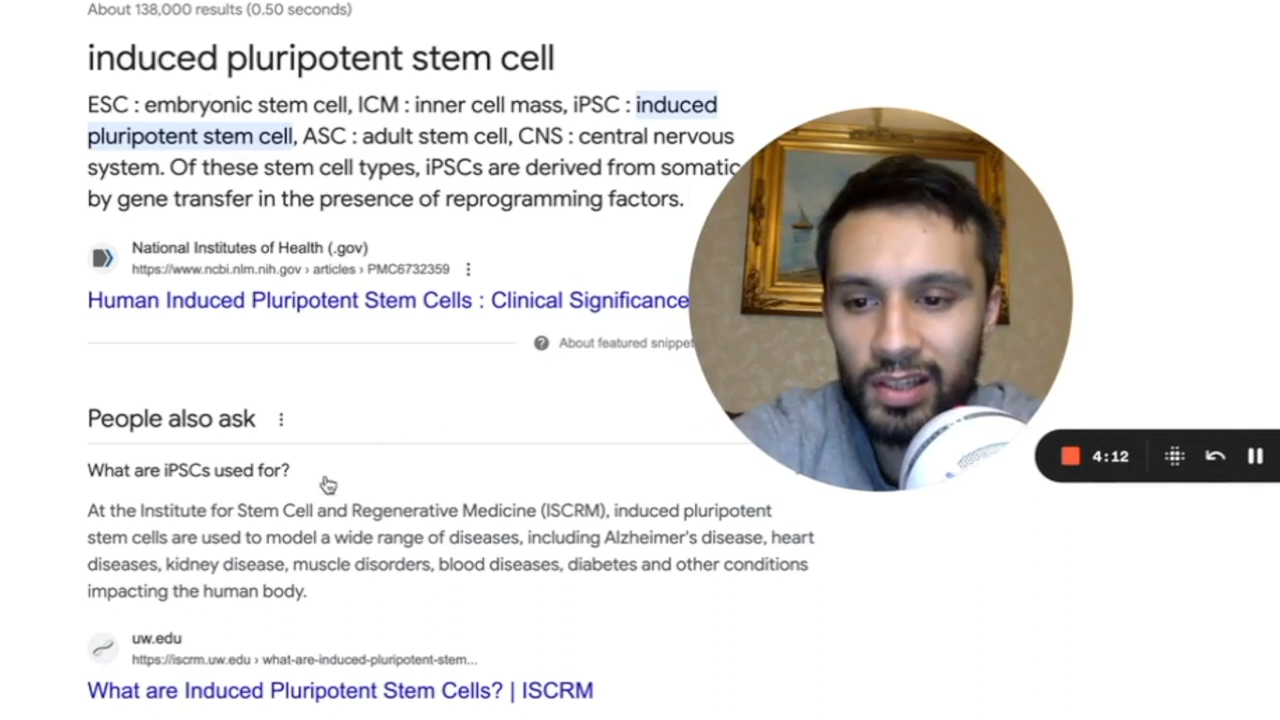 About 138,000 results (0.50 seconds)
induced pluripotent stem cell
ESC : embryonic stem cell, ICM : inner cell mass, iPSC : induced
pluripotent stem cell, ASC : adult stem cell, CNS : central nervous
system. Of these stem cell types, iPSCs are derived from somatic
by gene transfer in the presence of reprogramming factors.
National Institutes of Health (.gov)
https://www.ncbi.nlm.nih.gov › articles › PMC6732359
Human Induced Pluripotent Stem Cells : Clinical Significance
About featured snippet
People also ask
What are iPSCs used for?
At the Institute for Stem Cell and Regenerative Medicine (ISCRM), induced pluripotent
stem cells are used to model a wide range of diseases, including Alzheimer's disease, heart
diseases, kidney disease, muscle disorders, blood diseases, diabetes and other conditions
impacting the human body.
uw.edu
https://iscrm.uw.edu › what-are-induced-pluripotent-stem...
What are Induced Pluripotent Stem Cells? | ISCRM
4:12